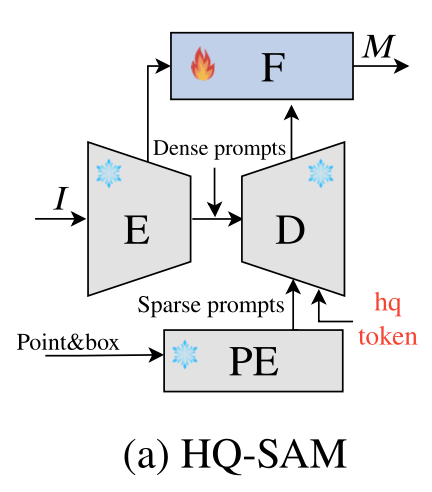 F
M
Dense prompts
I
E
D
Sparse prompts
hq
token
Point&box
PE
(a) HQ-SAM